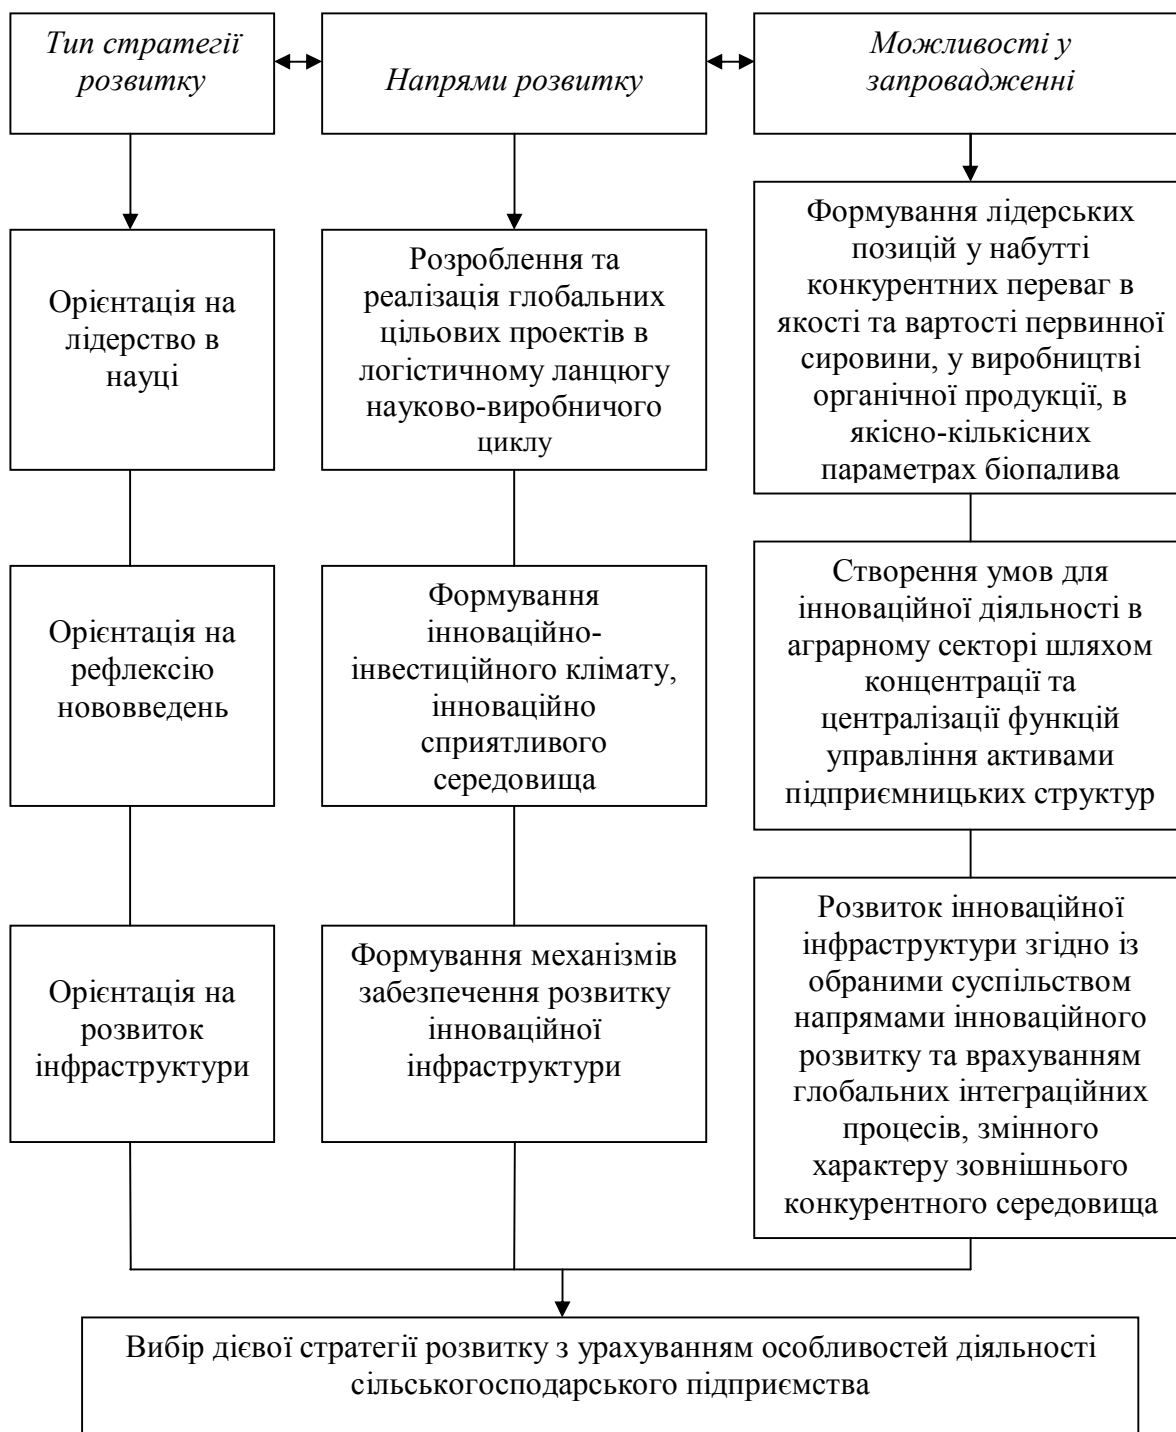 Тип стратегії
розвитку
Напрями розвитку
Можливості у
запровадженні
Орієнтація на
лідерство в
науці
Розроблення та
реалізація глобальних
цільових проектів в
логістичному ланцюгу
науково-виробничого
циклу
Формування лідерських
позицій у набутті
конкурентних переваг в
якості та вартості первинної
сировини, у виробництві
органічної продукції, в
якісно-кількісних
параметрах біопалива
Орієнтація на
рефлексію
нововведень
Формування
інноваційно-
інвестиційного клімату,
інноваційно
сприятливого
середовища
Створення умов для
інноваційної діяльності в
аграрному секторі шляхом
концентрації та
централізації функцій
управління активами
підприємницьких структур
Орієнтація на
розвиток
інфраструктури
Формування механізмів
забезпечення розвитку
інноваційної
інфраструктури
Розвиток інноваційної
інфраструктури згідно із
обраними суспільством
напрямами інноваційного
розвитку та врахуванням
глобальних інтеграційних
процесів, змінного
характеру зовнішнього
конкурентного середовища
Вибір дієвої стратегії розвитку з урахуванням особливостей діяльності
сільськогосподарського підприємства